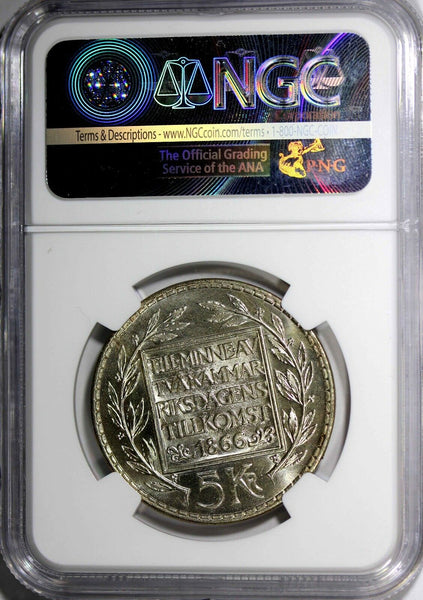 NGC
Terms & Descriptions - www.NGCcoin.com/terms • 1-800-NGC-COIN
The Official Grading
Service of the ANA
PNG
TILL MINNE AV
TVÅKAMMAR
RIKSDAGENS
TILLKOMST
1866
5 Kr